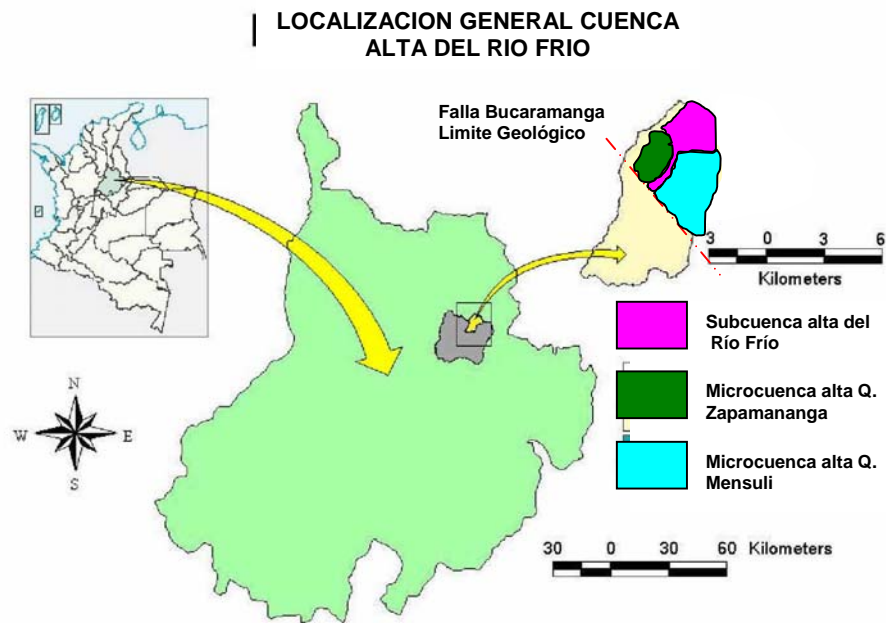 LOCALIZACION GENERAL CUENCA
ALTA DEL RIO FRIO
Falla Bucaramanga
Limite Geológico
3 0 3 6
Kilometers
Subcuenca alta del
Río Frío
Microcuenca alta Q.
Zapamananga
Microcuenca alta Q.
Mensuli
N
W E
S
30 0 30 60 Kilometers